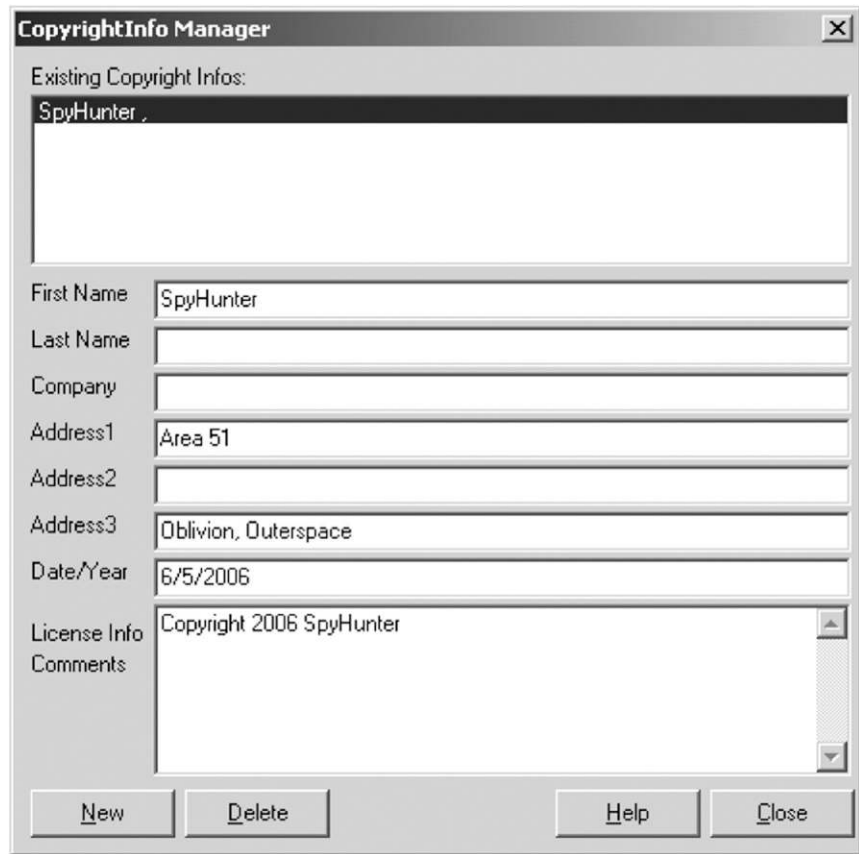 CopyrightInfo Manager
Existing Copyright Infos:
SpyHunter ,
First Name SpyHunter
Last Name
Company
Address1 Area 51
Address2
Address3 Oblivion, Outerspace
Date/Year 6/5/2006
License Info Copyright 2006 SpyHunter
Comments
New Delete Help Close